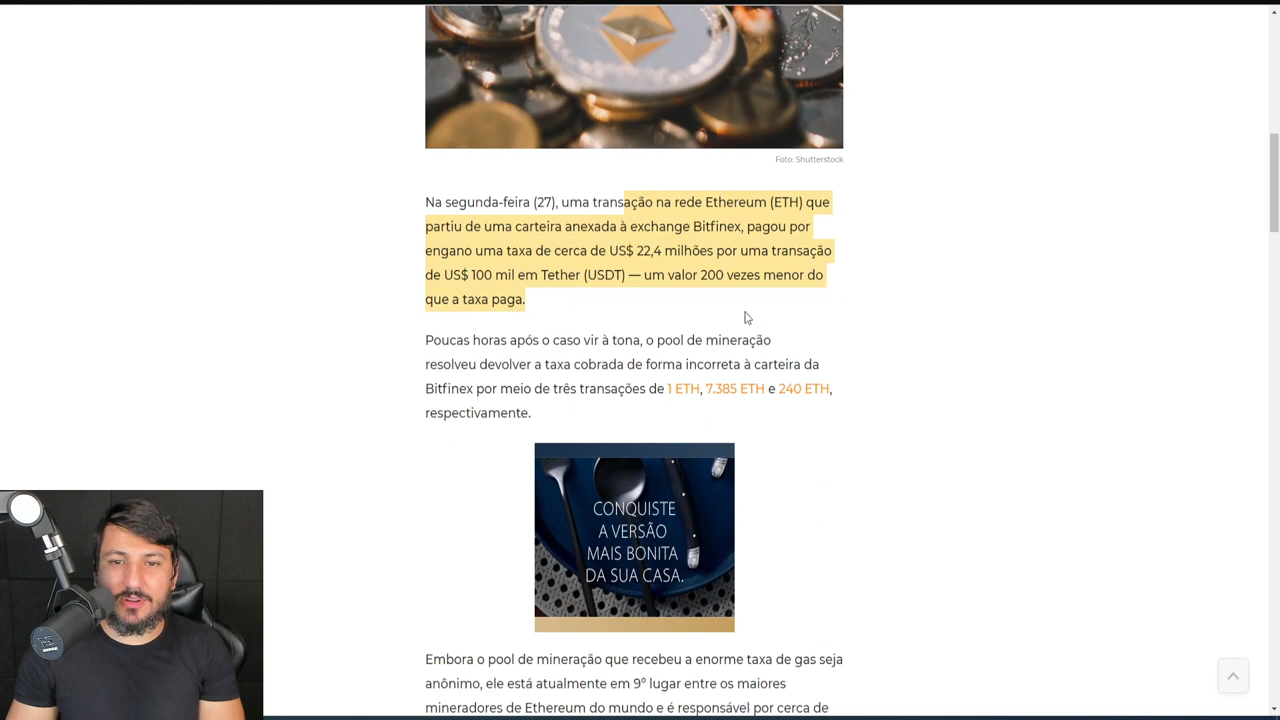 Foto: Shutterstock
Na segunda-feira (27), uma transação na rede Ethereum (ETH) que
partiu de uma carteira anexada à exchange Bitfinex, pagou por
engano uma taxa de cerca de US$ 22,4 milhões por uma transação
de US$ 100 mil em Tether (USDT) — um valor 200 vezes menor do
que a taxa paga.
Poucas horas após o caso vir à tona, o pool de mineração
resolveu devolver a taxa cobrada de forma incorreta à carteira da
Bitfinex por meio de três transações de 1 ETH, 7.385 ETH e 240 ETH,
respectivamente.
CONQUISTE
A VERSÃO
MAIS BONITA
DA SUA CASA.
Embora o pool de mineração que recebeu a enorme taxa de gas seja
anônimo, ele está atualmente em 9º lugar entre os maiores
mineradores de Ethereum do mundo e é responsável por cerca de